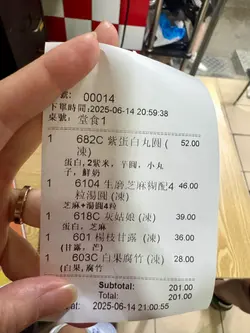 號: 00014
下單時間:2025-06-14 20:59:38
桌號: 堂食1
1 682C 紫蛋白丸圓 52.00
(凍)
蛋白, 2紫米, 芋圓, 小丸
子, 鮮奶
1 6104 生磨芝麻糊配4 46.00
粒湯圓 (凍)
芝麻+湯圓4粒
1 618C 灰姑娘 (凍) 39.00
蛋白, 芝麻
1 601 楊枝甘露 (凍) 36.00
(甘露, 芒)
1 603C 白果腐竹 (凍) 28.00
(白果, 腐竹
Subtotal: 201.00
Total: 201.00
at: 2025-06-14 21:00:55